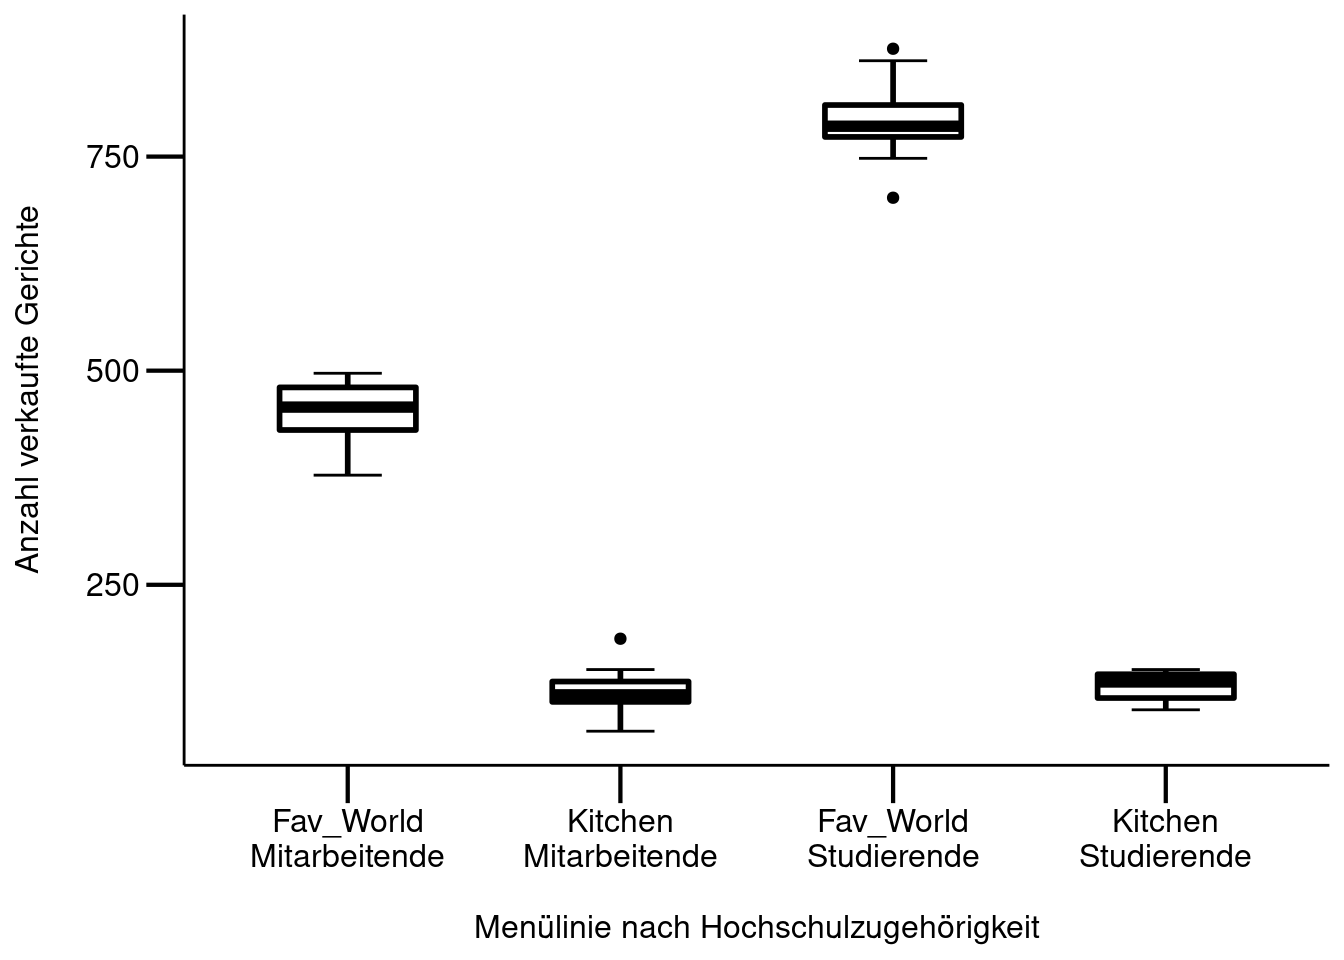 Anzahl verkaufte Gerichte
750
500
250
Fav_World
Mitarbeitende
Kitchen
Mitarbeitende
Fav_World
Studierende
Kitchen
Studierende
Menülinie nach Hochschulzugehörigkeit